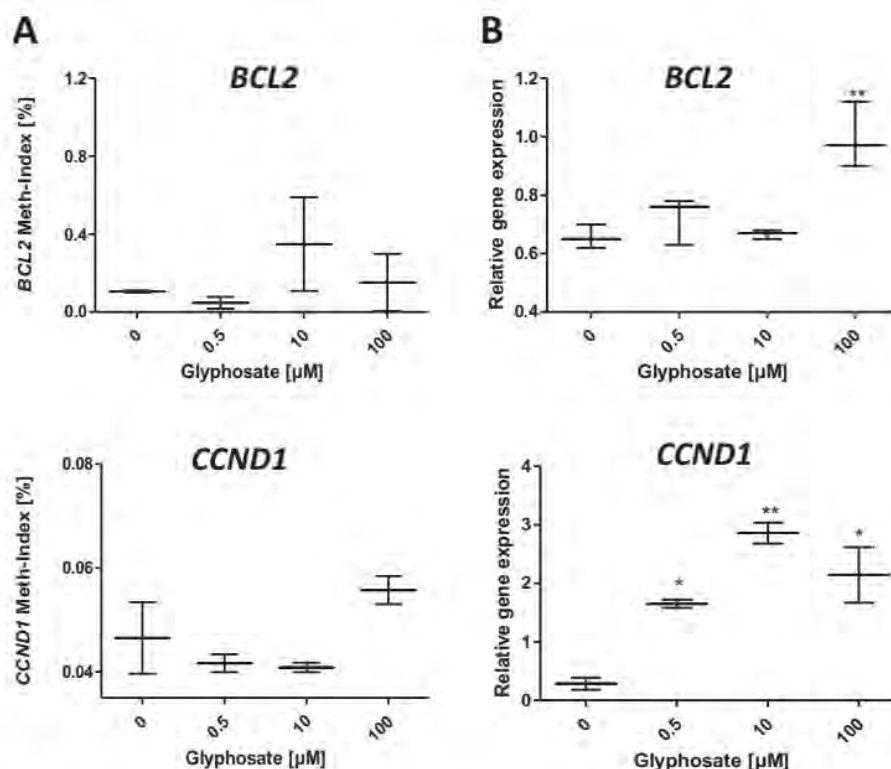 A
B
BCL2
BCL2 Meth-Index [%]
1.2
0.8
0.4
0.0
0
0.5
10
100
Glyphosate [µM]
BCL2
Relative gene expression
1.2
1.0
0.8
0.6
0.4
**
0
0.5
10
100
Glyphosate [µM]
CCND1
CCND1 Meth-Index [%]
0.08
0.06
0.04
0
0.5
10
100
Glyphosate [µM]
CCND1
Relative gene expression
4
3
2
1
0
*
**
*
0
0.5
10
100
Glyphosate [µM]